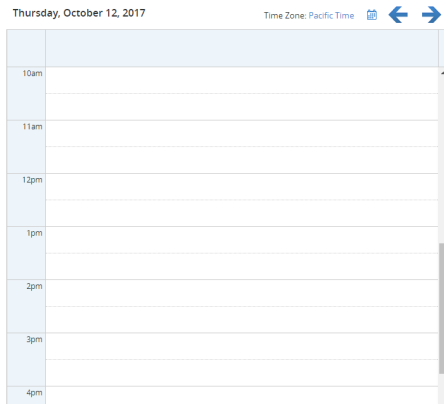 Thursday, October 12, 2017
Time Zone: Pacific Time
10am
11am
12pm
1pm
2pm
3pm
4pm